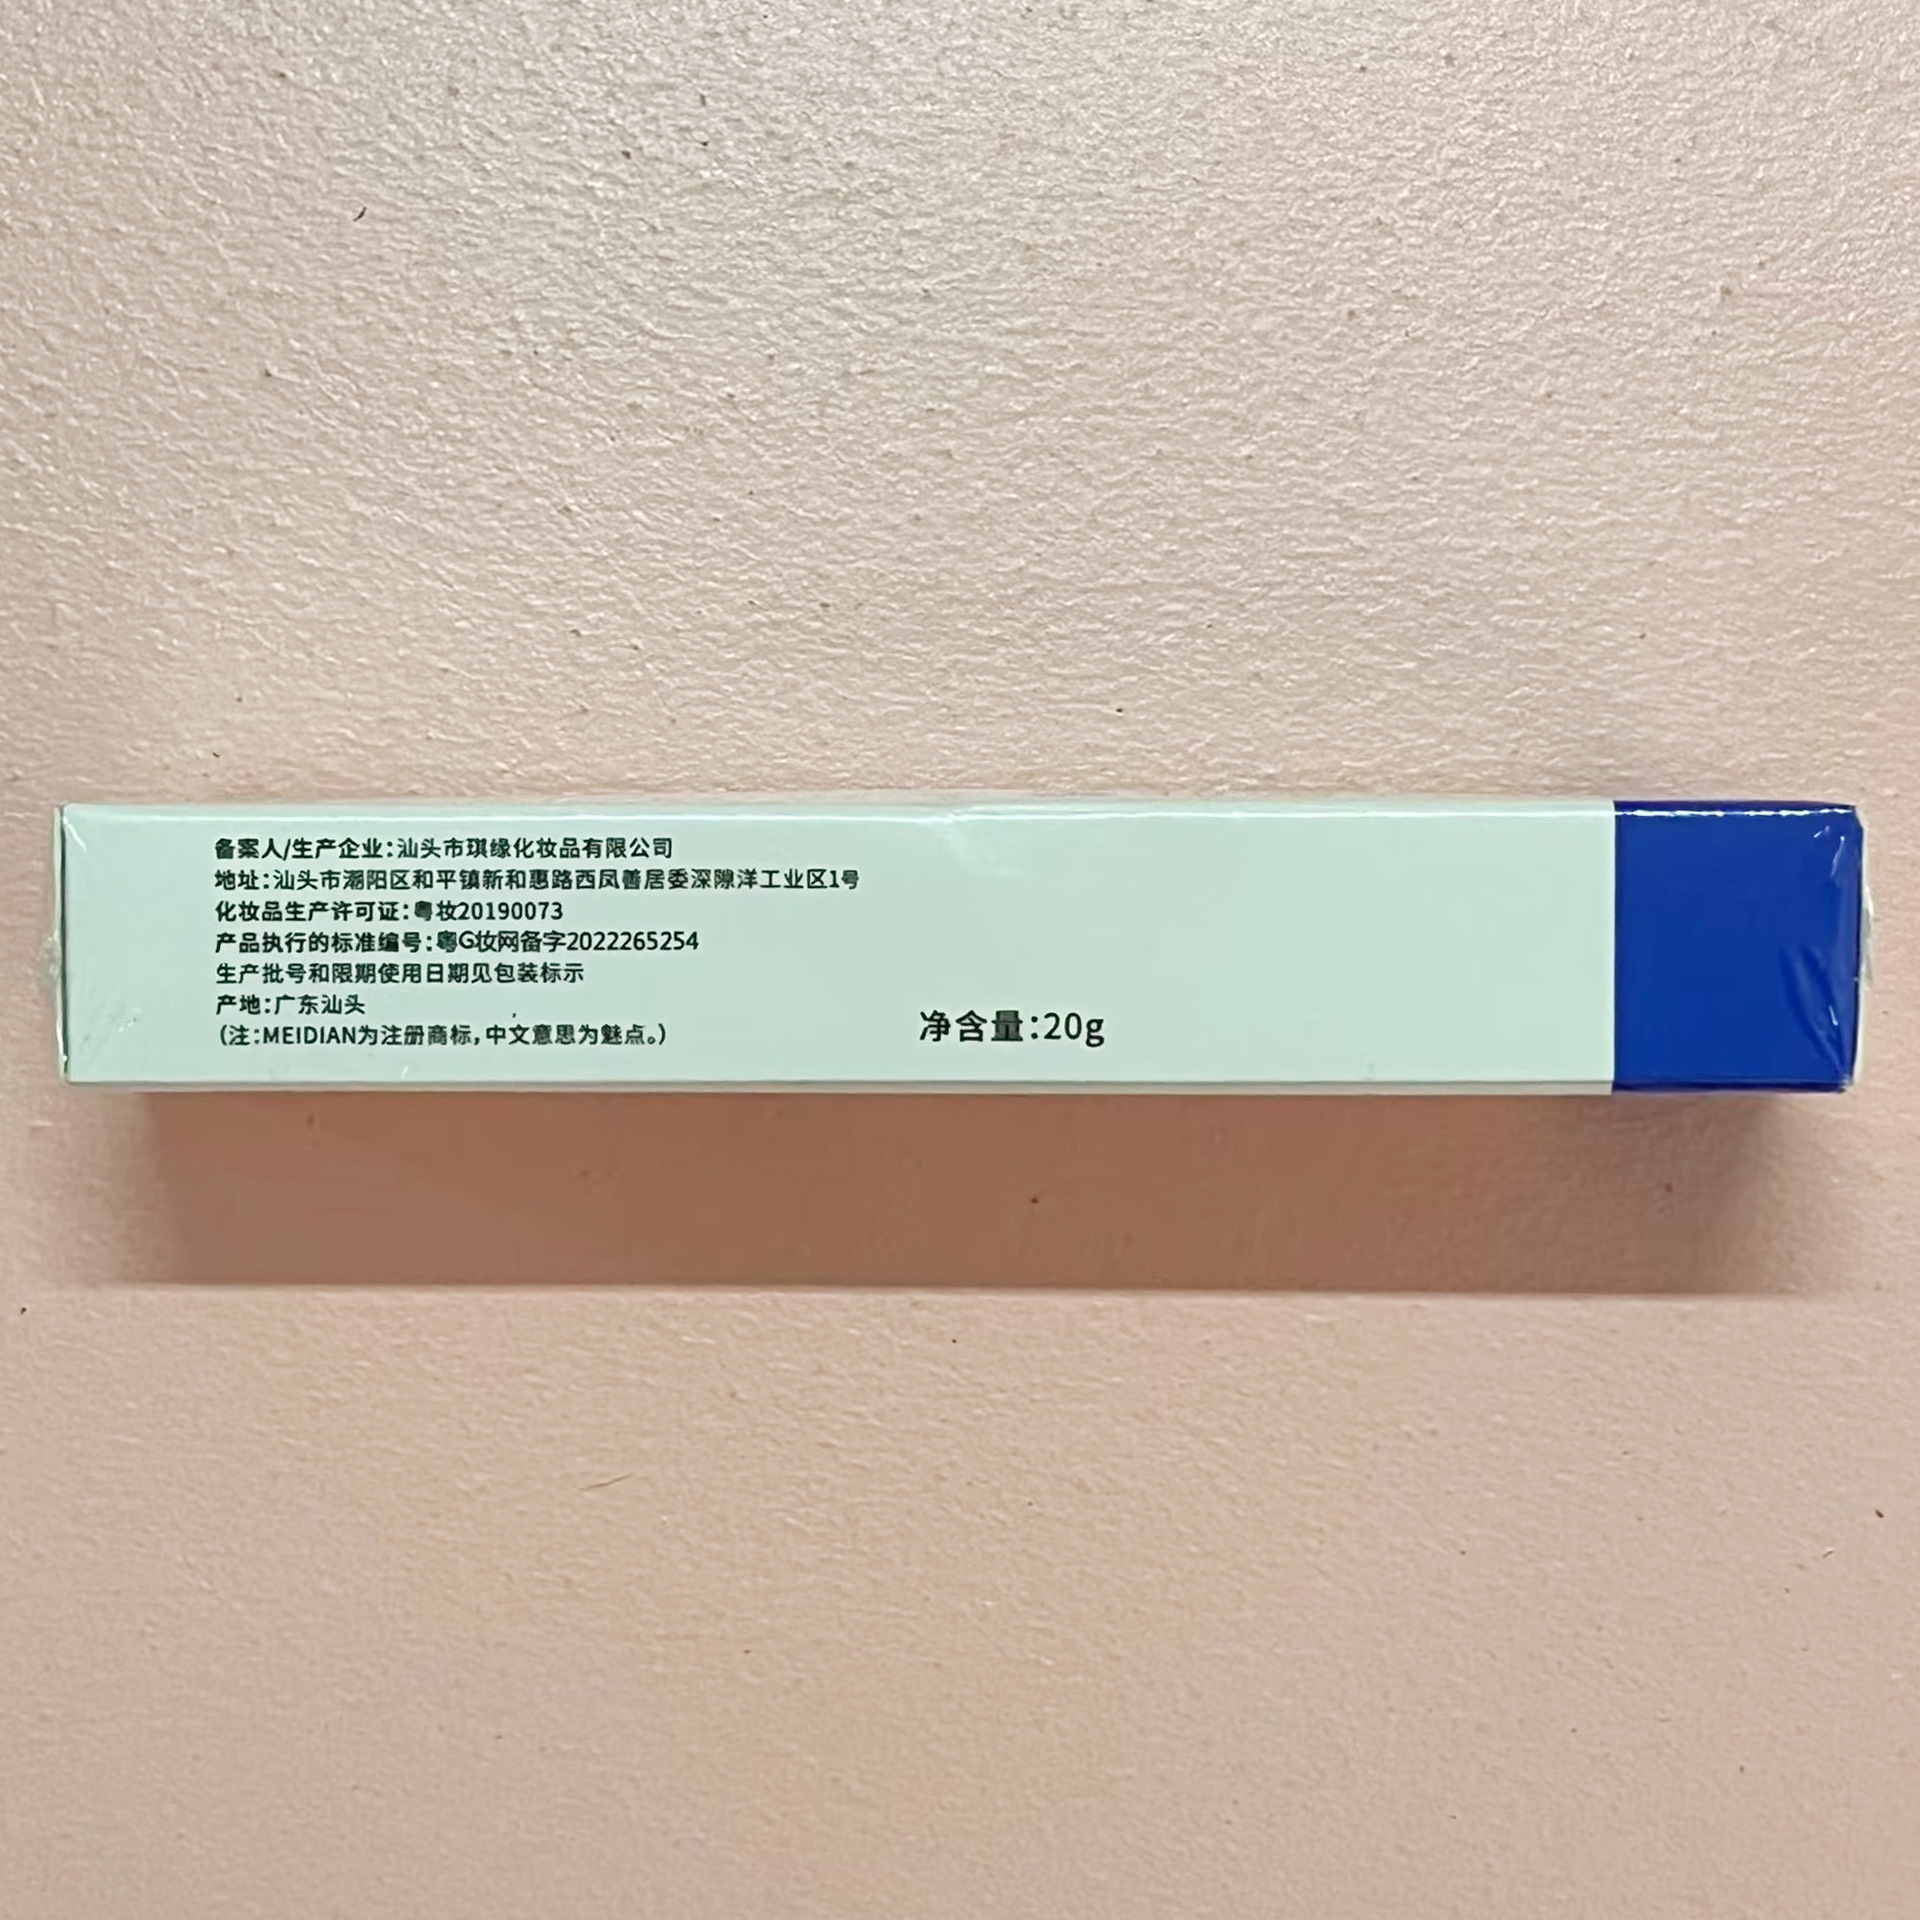 备案人/生产企业:汕头市琪缘化妆品有限公司
地址:汕头市潮阳区和平镇新和惠路西凤善居委深隙洋工业区1号
化妆品生产许可证:粤妆20190073
产品执行的标准编号:粤G妆网备字2022265254
生产批号和限期使用日期见包装标示
产地:广东汕头
(注:MEIDIAN为注册商标,中文意思为魅点。)
净含量:20g